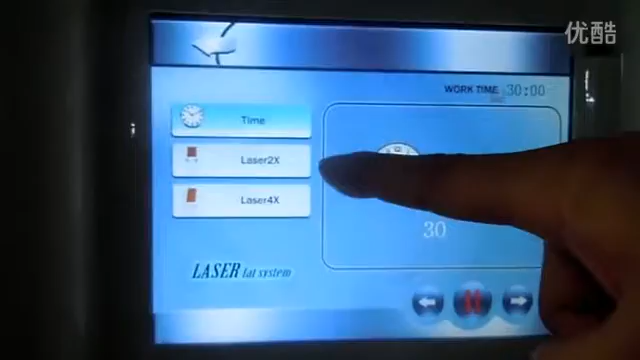 优酷
WORK TIME 30:00
Time
Laser2X
Laser4X
30
LASER fat system